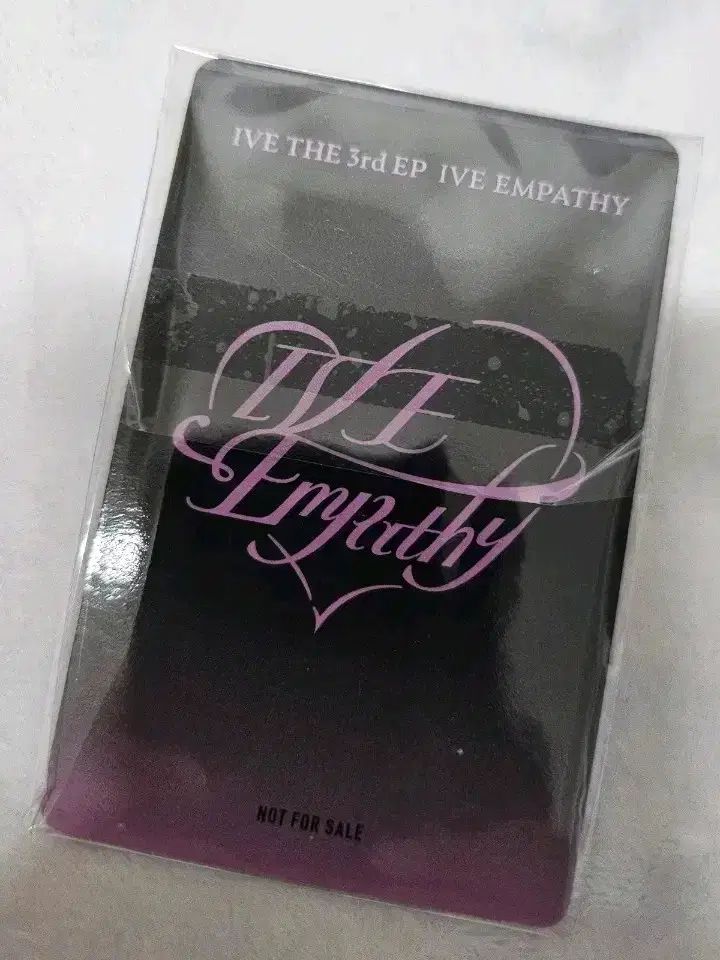 IVE THE 3rd EP IVE EMPATHY
IVE
Empathy
NOT FOR SALE